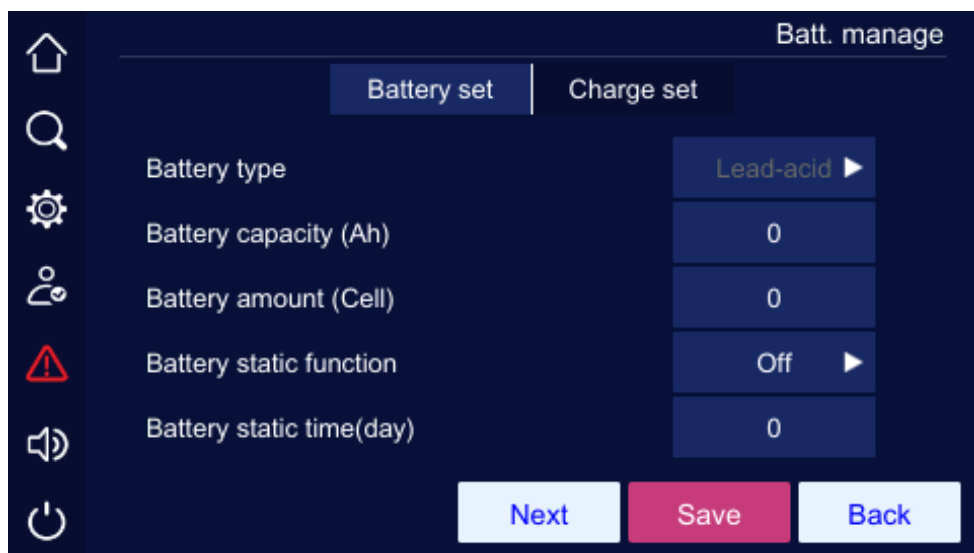 Batt. manage
Battery set Charge set
Battery type Lead-acid
Battery capacity (Ah) 0
Battery amount (Cell) 0
Battery static function Off
Battery static time(day) 0
Next Save Back